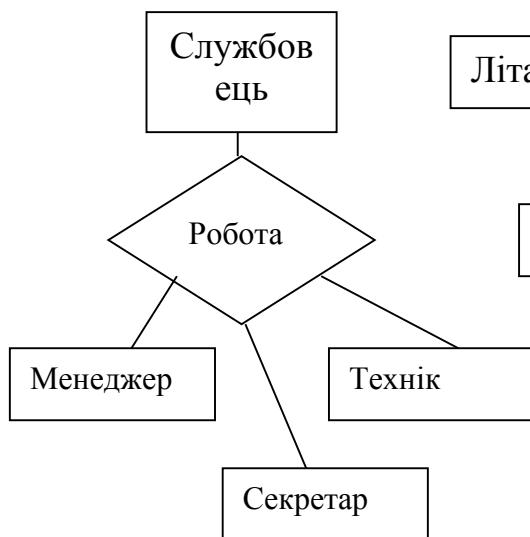 Службов
ець
Літа
Робота
Менеджер
Технік
Секретар